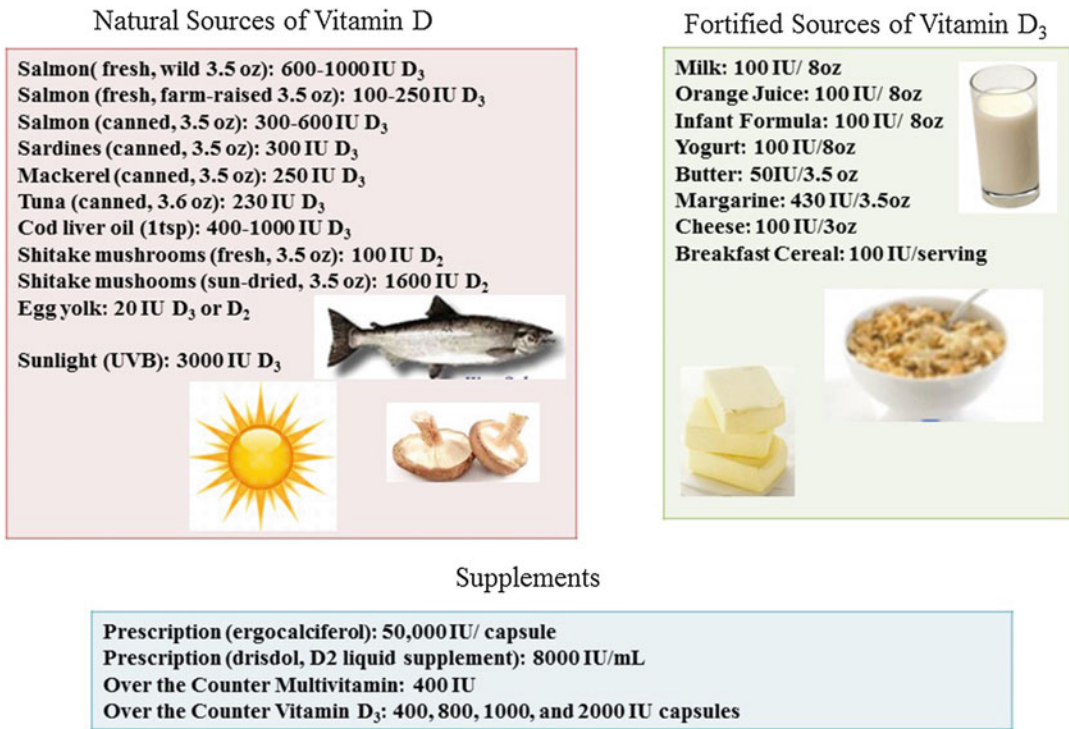 Natural Sources of Vitamin D
Salmon( fresh, wild 3.5 oz): 600-1000 IU D3
Salmon (fresh, farm-raised 3.5 oz): 100-250 IU D3
Salmon (canned, 3.5 oz): 300-600 IU D3
Sardines (canned, 3.5 oz): 300 IU D3
Mackerel (canned, 3.5 oz): 250 IU D3
Tuna (canned, 3.6 oz): 230 IU D3
Cod liver oil (1tsp): 400-1000 IU D3
Shitake mushrooms (fresh, 3.5 oz): 100 IU D2
Shitake mushooms (sun-dried, 3.5 oz): 1600 IU D2
Egg yolk: 20 IU D3 or D2
Sunlight (UVB): 3000 IU D3
Fortified Sources of Vitamin D3
Milk: 100 IU/ 8oz
Orange Juice: 100 IU/ 8oz
Infant Formula: 100 IU/ 8oz
Yogurt: 100 IU/8oz
Butter: 50IU/3.5 oz
Margarine: 430 IU/3.5oz
Cheese: 100 IU/3oz
Breakfast Cereal: 100 IU/serving
Supplements
Prescription (ergocalciferol): 50,000 IU/ capsule
Prescription (drisdol, D2 liquid supplement): 8000 IU/mL
Over the Counter Multivitamin: 400 IU
Over the Counter Vitamin D3: 400, 800, 1000, and 2000 IU capsules